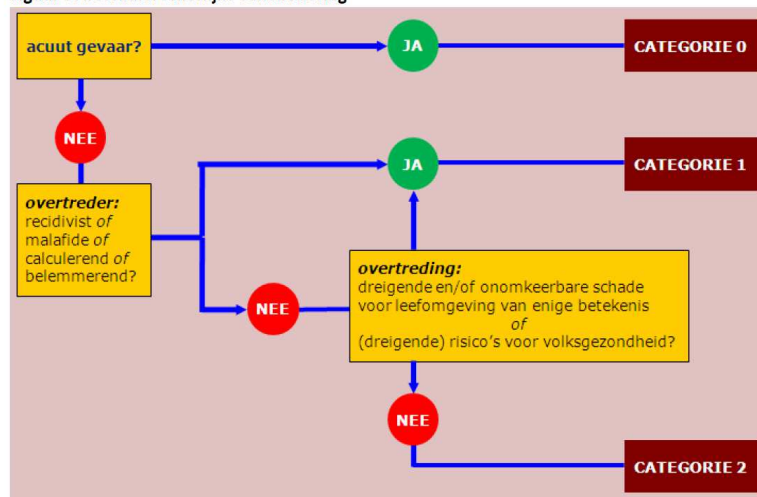 acuut gevaar?
JA
CATEGORIE 0
NEE
JA
CATEGORIE 1
overtreder:
recidivist of
malafide of
calculerend of
belemmerend?
overtreding:
dreigende en/of onomkeerbare schade
voor leefomgeving van enige betekenis
of
(dreigende) risico's voor volksgezondheid?
NEE
NEE
CATEGORIE 2